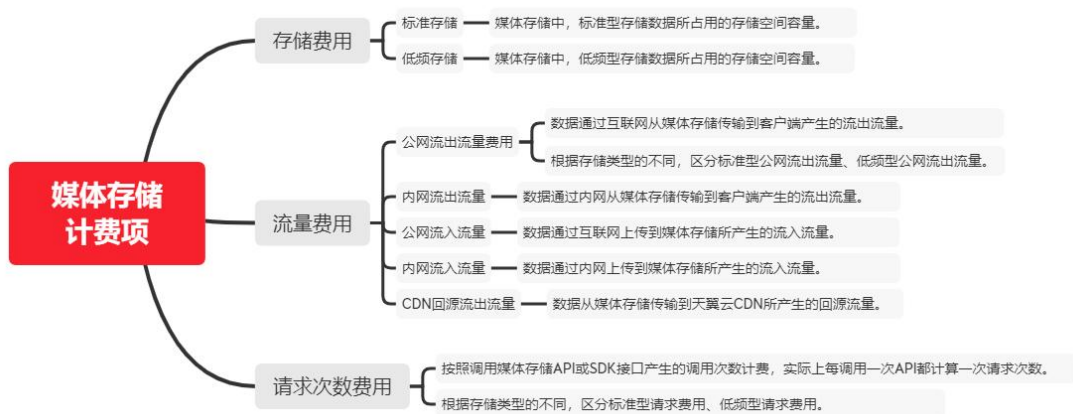 媒体存储
计费项
存储费用
标准存储
媒体存储中，标准型存储数据所占用的存储空间容量。
低频存储
媒体存储中，低频型存储数据所占用的存储空间容量。
流量费用
公网流出流量费用
数据通过互联网从媒体存储传输到客户端产生的流出流量。
根据存储类型的不同，区分标准型公网流出流量、低频型公网流出流量。
内网流出流量
数据通过内网从媒体存储传输到客户端产生的流出流量。
公网流入流量
数据通过互联网上传到媒体存储所产生的流入流量。
内网流入流量
数据通过内网上传到媒体存储所产生的流入流量。
CDN回源流出流量
数据从媒体存储传输到天翼云CDN所产生的回源流量。
请求次数费用
按照调用媒体存储API或SDK接口产生的调用次数计费，实际上每调用一次API都计算一次请求次数。
根据存储类型的不同，区分标准型请求费用、低频型请求费用。